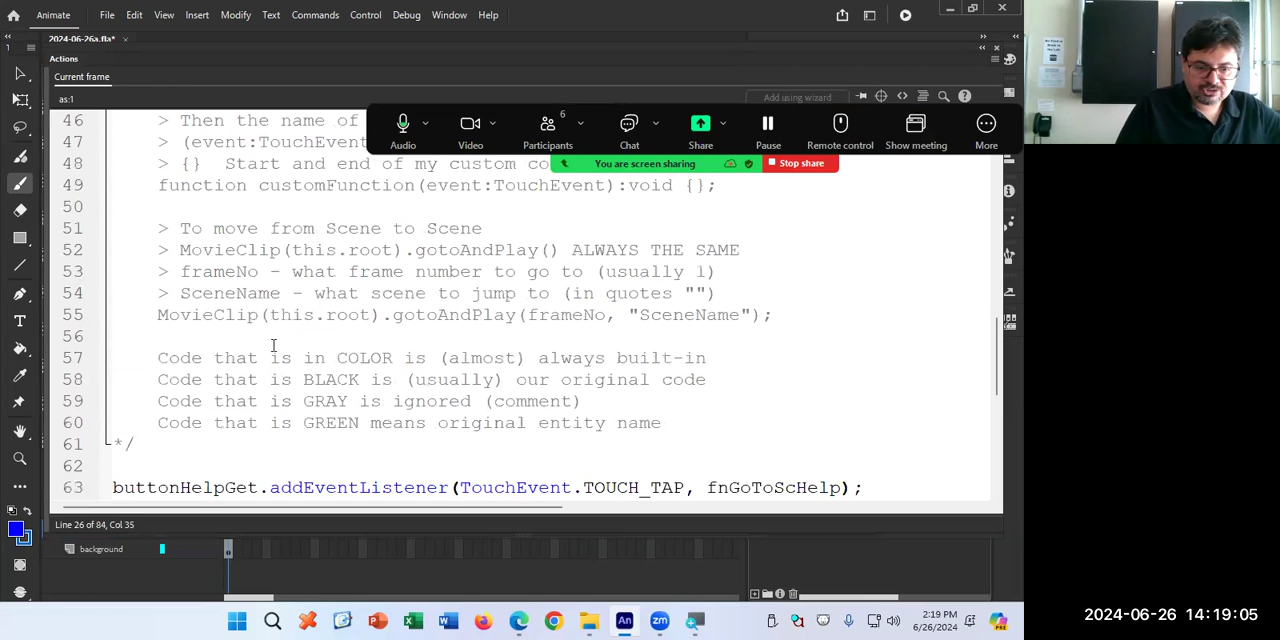 Animate File Edit View Insert Modify Text Commands Control Debug Window Help
2024-06-26a.fla* ×
Actions
Current frame
as:1
Add using wizard
46 > Then the name of
47 > (event:Touch
48 > {} Start and end of my custom co
49 function customFunction(event:TouchEvent):void {};
50
51 > To move from Scene to Scene
52 > MovieClip(this.root).gotoAndPlay() ALWAYS THE SAME
53 > frameNo - what frame number to go to (usually 1)
54 > SceneName - what scene to jump to (in quotes "")
55 MovieClip(this.root).gotoAndPlay(frameNo, "SceneName");
56
57 Code that is in COLOR is (almost) always built-in
58 Code that is BLACK is (usually) our original code
59 Code that is GRAY is ignored (comment)
60 Code that is GREEN means original entity name
61 */
62
63 buttonHelpGet.addEventListener(TouchEvent.TOUCH_TAP, fnGoToScHelp);
6
Audio Video Participants Chat Share Pause Remote control Show meeting More
You are screen sharing Stop share
Line 26 of 84, Col 35
background
2:19 PM
6/26/2024
2024-06-26 14:19:05